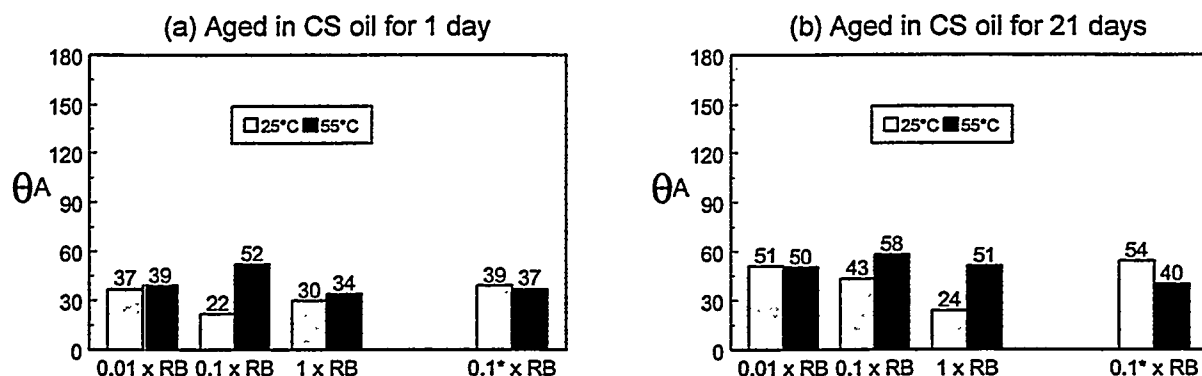 (a) Aged in CS oil for 1 day
180
150
120
90
60
30
0
θA
25°C 55°C
37 39 22 52 30 34 39 37
0.01 x RB 0.1 x RB 1 x RB 0.1* x RB
(b) Aged in CS oil for 21 days
180
150
120
90
60
30
0
θA
25°C 55°C
51 50 43 58 24 51 54 40
0.01 x RB 0.1 x RB 1 x RB 0.1* x RB